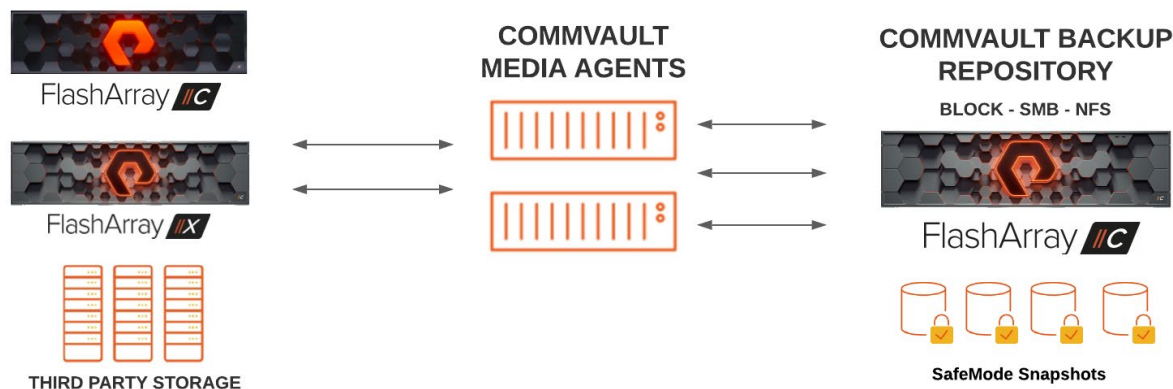 FlashArray //C
FlashArray //X
THIRD PARTY STORAGE
COMMVAULT
MEDIA AGENTS
COMMVAULT BACKUP
REPOSITORY
BLOCK - SMB - NFS
FlashArray //C
SafeMode Snapshots